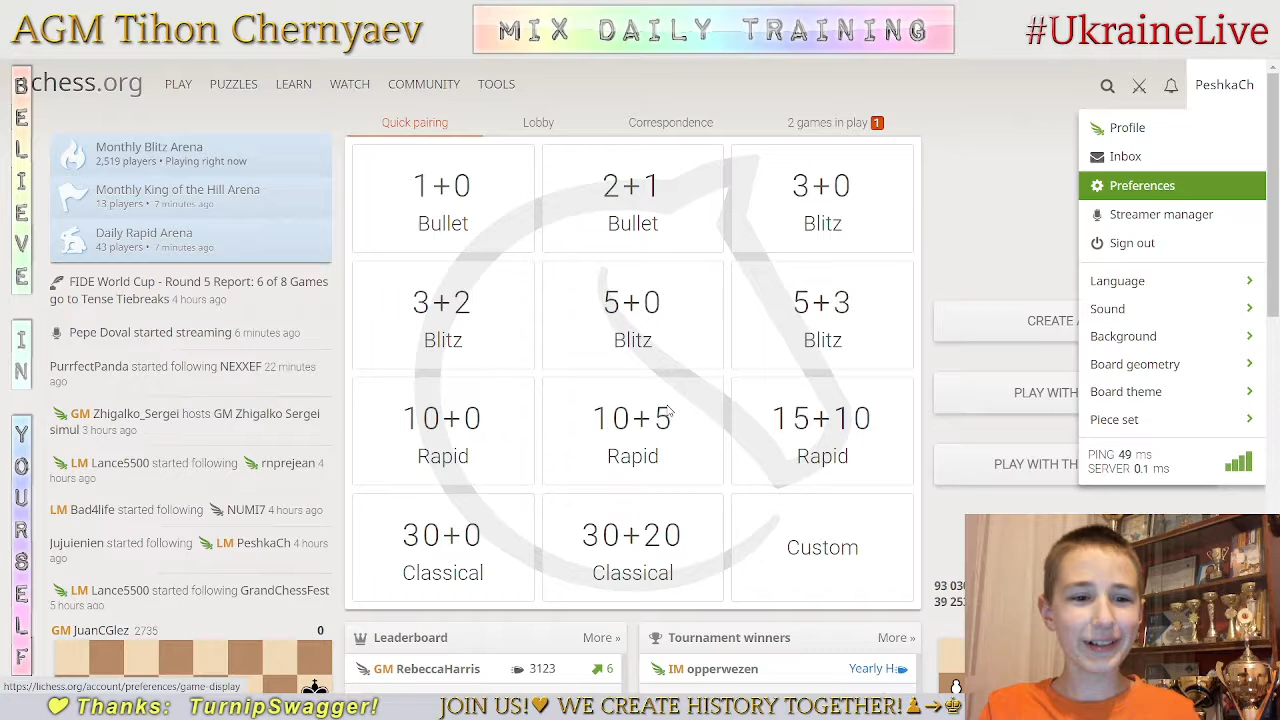 AGM Tihon Chernyaev
MIX DAILY TRAINING
#UkraineLive
BELIEVE
IN
YOURSELF
lichess.org
PLAY
PUZZLES
LEARN
WATCH
COMMUNITY
TOOLS
PeshkaCh
Monthly Blitz Arena
2,519 players • Playing right now
Monthly King of the Hill Arena
13 players • 7 minutes ago
Daily Rapid Arena
43 players • 7 minutes ago
FIDE World Cup - Round 5 Report: 6 of 8 Games
go to Tense Tiebreaks 4 hours ago
Pepe Doval started streaming 6 minutes ago
PurrfectPanda started following NEXXEF 22 minutes
ago
GM Zhigalko_Sergei hosts GM Zhigalko Sergei
simul 3 hours ago
LM Lance5500 started following rnprejean 4
hours ago
LM Bad4life started following NUMI7 4 hours ago
Jujuienien started following LM PeshkaCh 4 hours
ago
LM Lance5500 started following GrandChessFest
5 hours ago
GM JuanCGlez 2735 0
Quick pairing
Lobby
Correspondence
2 games in play 1
1+0
Bullet
2+1
Bullet
3+0
Blitz
3+2
Blitz
5+0
Blitz
5+3
Blitz
10+0
Rapid
10+5
Rapid
15+10
Rapid
30+0
Classical
30+20
Classical
Custom
Leaderboard More »
GM RebeccaHarris 3123 6
Tournament winners More »
IM opperwezen Yearly H
CREATE A
PLAY WITH
PLAY WITH TH
Profile
Inbox
Preferences
Streamer manager
Sign out
Language
Sound
Background
Board geometry
Board theme
Piece set
PING 49 ms
SERVER 0.1 ms
93 030
39 253
https://lichess.org/account/preferences/game-display
Thanks: TurnipSwagger!
JOIN US! WE CREATE HISTORY TOGETHER!